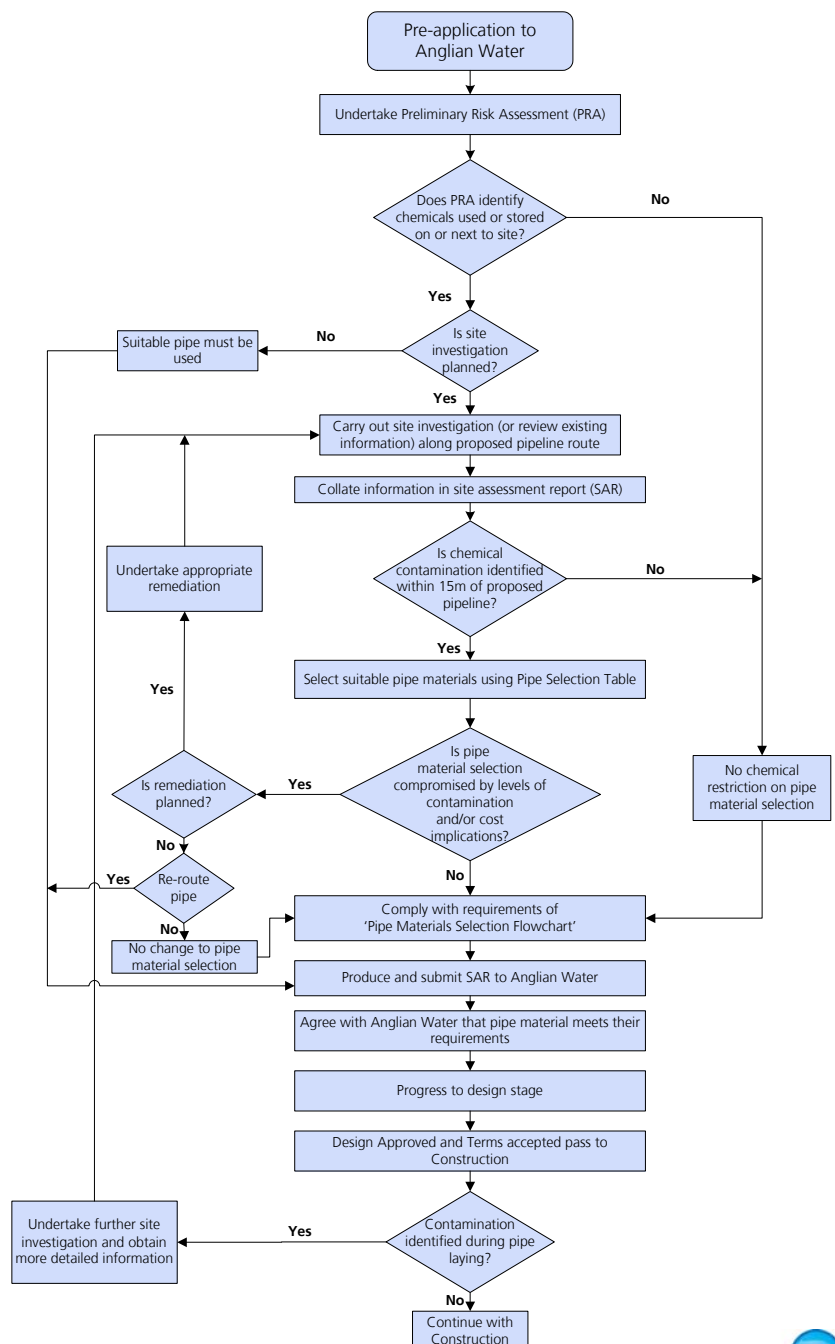 Pre-application to
Anglian Water
Undertake Preliminary Risk Assessment (PRA)
Does PRA identify
chemicals used or stored
on or next to site?
No
Yes
Is site
investigation
planned?
No
Suitable pipe must be
used
Yes
Carry out site investigation (or review existing
information) along proposed pipeline route
Collate information in site assessment report (SAR)
Is chemical
contamination identified
within 15m of proposed
pipeline?
No
Undertake appropriate
remediation
Yes
Select suitable pipe materials using Pipe Selection Table
Yes
Is pipe
material selection
compromised by levels of
contamination
and/or cost
implications?
Yes
Is remediation
planned?
No chemical
restriction on pipe
material selection
No
Yes
Re-route
pipe
No
Comply with requirements of
‘Pipe Materials Selection Flowchart’
No
No change to pipe
material selection
Produce and submit SAR to Anglian Water
Agree with Anglian Water that pipe material meets their
requirements
Progress to design stage
Design Approved and Terms accepted pass to
Construction
Contamination
identified during pipe
laying?
Yes
Undertake further site
investigation and obtain
more detailed information
No
Continue with
Construction